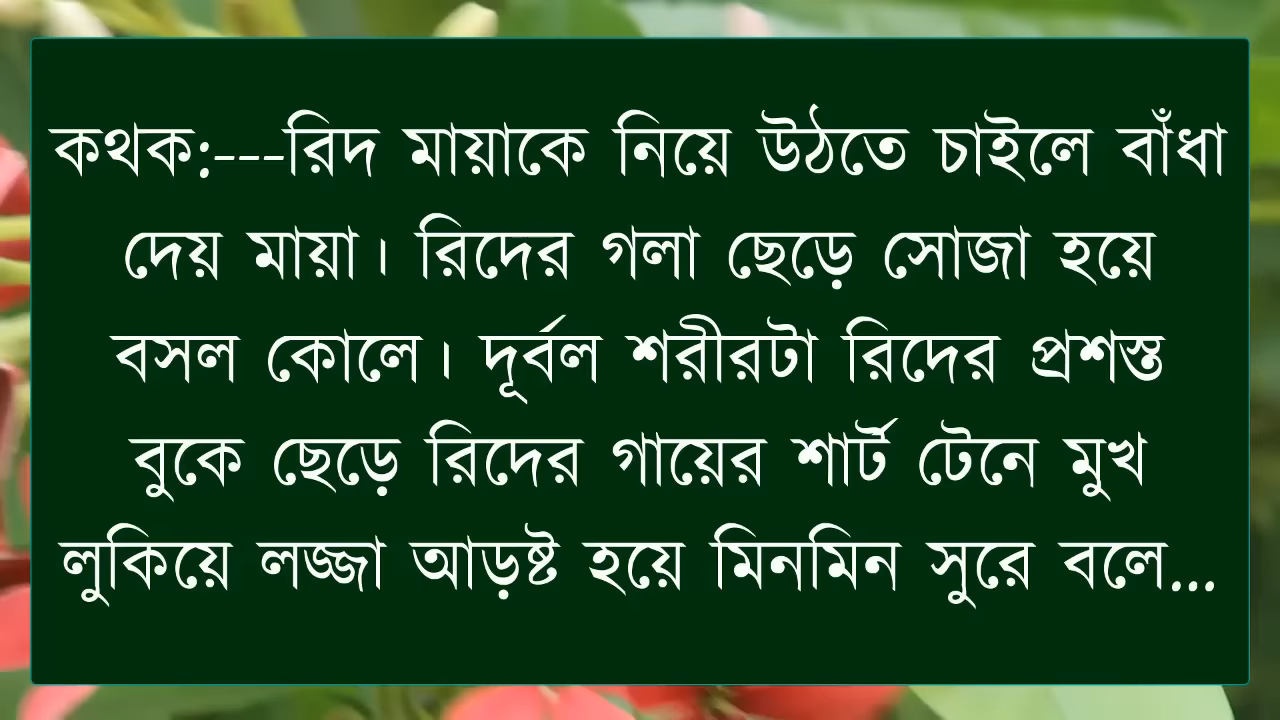 কথক:---রিদ মায়াকে নিয়ে উঠতে চাইলে বাঁধা
দেয় মায়া। রিদের গলা ছেড়ে সোজা হয়ে
বসল কোলে। দূর্বল শরীরটা রিদের প্রশস্ত
বুকে ছেড়ে রিদের গায়ের শার্ট টেনে মুখ
লুকিয়ে লজ্জা আড়ষ্ট হয়ে মিনমিন সুরে বলে...